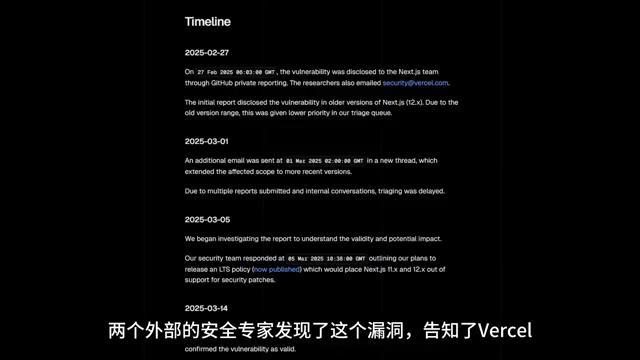 Timeline
2025-02-27
On 27 Feb 2025 06:03:00 GMT, the vulnerability was disclosed to the Next.js team
through GitHub private reporting. The researchers also emailed security@vercel.com.
The initial report disclosed the vulnerability in older versions of Next.js (12.x). Due to the
old version range, this was given lower priority in our triage queue.
2025-03-01
An additional email was sent at 01 Mar 2025 02:00:00 GMT in a new thread, which
extended the affected scope to more recent versions.
Due to multiple reports submitted and internal conversations, triaging was delayed.
2025-03-05
We began investigating the report to understand the validity and potential impact.
Our security team responded at 05 Mar 2025 10:38:00 GMT outlining our plans to
release an LTS policy (now published) which would place Next.js 11.x and 12.x out of
support for security patches.
2025-03-14
两个外部的安全专家发现了这个漏洞，告知了Vercel
confirmed the vulnerability as valid.